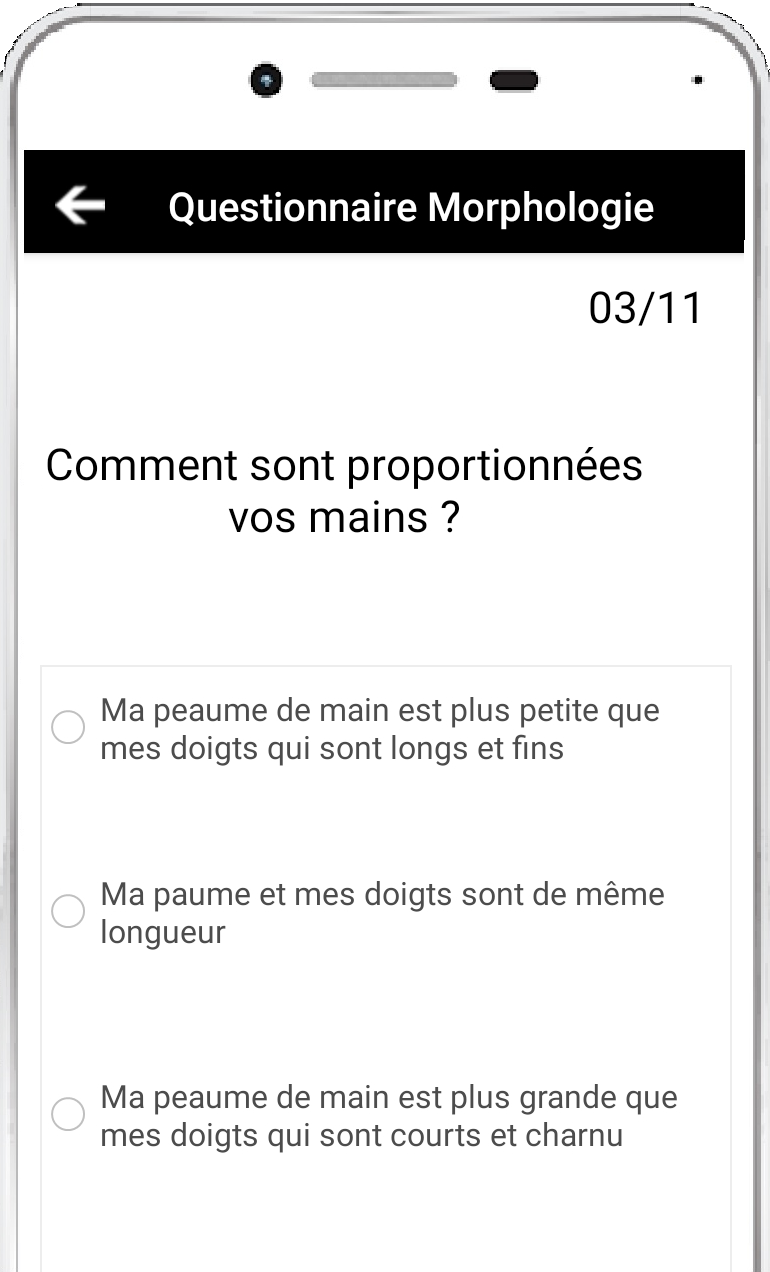 Questionnaire Morphologie
03/11
Comment sont proportionnées
vos mains ?
Ma peaume de main est plus petite que
mes doigts qui sont longs et fins
Ma paume et mes doigts sont de même
longueur
Ma peaume de main est plus grande que
mes doigts qui sont courts et charnu